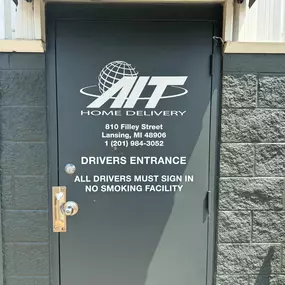 AIT
HOME DELIVERY
810 Filley Street
Lansing, MI 48906
1 (201) 984-3052
DRIVERS ENTRANCE
ALL DRIVERS MUST SIGN IN
NO SMOKING FACILITY